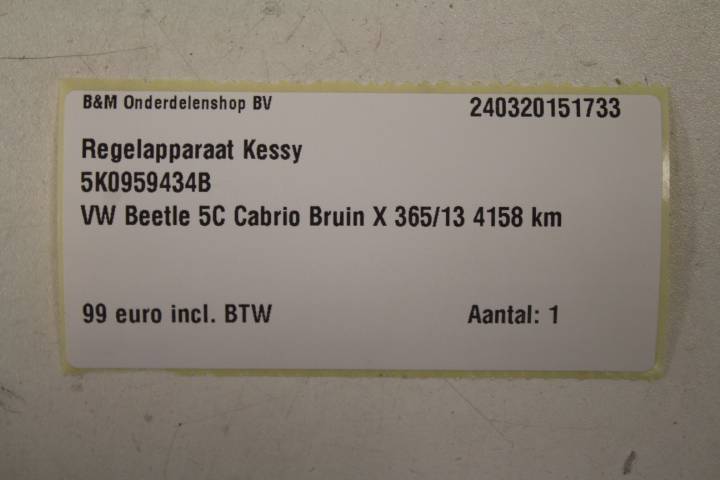 B&M Onderdelenshop BV 240320151733
Regelapparaat Kessy
5K0959434B
VW Beetle 5C Cabrio Bruin X 365/13 4158 km
99 euro incl. BTW Aantal: 1